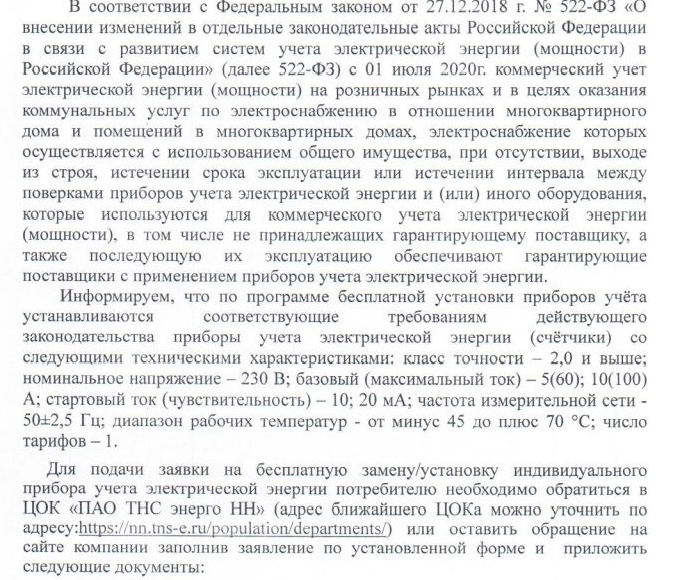 В соответствии с Федеральным законом от 27.12.2018 г. № 522-ФЗ «О
внесении изменений в отдельные законодательные акты Российской Федерации
в связи с развитием систем учета электрической энергии (мощности) в
Российской Федерации» (далее 522-ФЗ) с 01 июля 2020г. коммерческий учет
электрической энергии (мощности) на розничных рынках и в целях оказания
коммунальных услуг по электроснабжению в отношении многоквартирного
дома и помещений в многоквартирных домах, электроснабжение которых
осуществляется с использованием общего имущества, при отсутствии, выходе
из строя, истечении срока эксплуатации или истечении интервала между
поверками приборов учета электрической энергии и (или) иного оборудования,
которые используются для коммерческого учета электрической энергии
(мощности), в том числе не принадлежащих гарантирующему поставщику, а
также последующую их эксплуатацию обеспечивают гарантирующие
поставщики с применением приборов учета электрической энергии.
Информируем, что по программе бесплатной установки приборов учёта
устанавливаются соответствующие требованиям действующего
законодательства приборы учета электрической энергии (счётчики) со
следующими техническими характеристиками: класс точности – 2,0 и выше;
номинальное напряжение – 230 В; базовый (максимальный ток) – 5(60); 10(100)
А; стартовый ток (чувствительность) – 10; 20 мА; частота измерительной сети -
50±2,5 Гц; диапазон рабочих температур - от минус 45 до плюс 70 °С; число
тарифов – 1.
Для подачи заявки на бесплатную замену/установку индивидуального
прибора учета электрической энергии потребителю необходимо обратиться в
ЦОК «ПАО ТНС энерго НН» (адрес ближайшего ЦОКа можно уточнить по
адресу:https://nn.tns-e.ru/population/departments/) или оставить обращение на
сайте компании заполнив заявление по установленной форме и приложить
следующие документы: